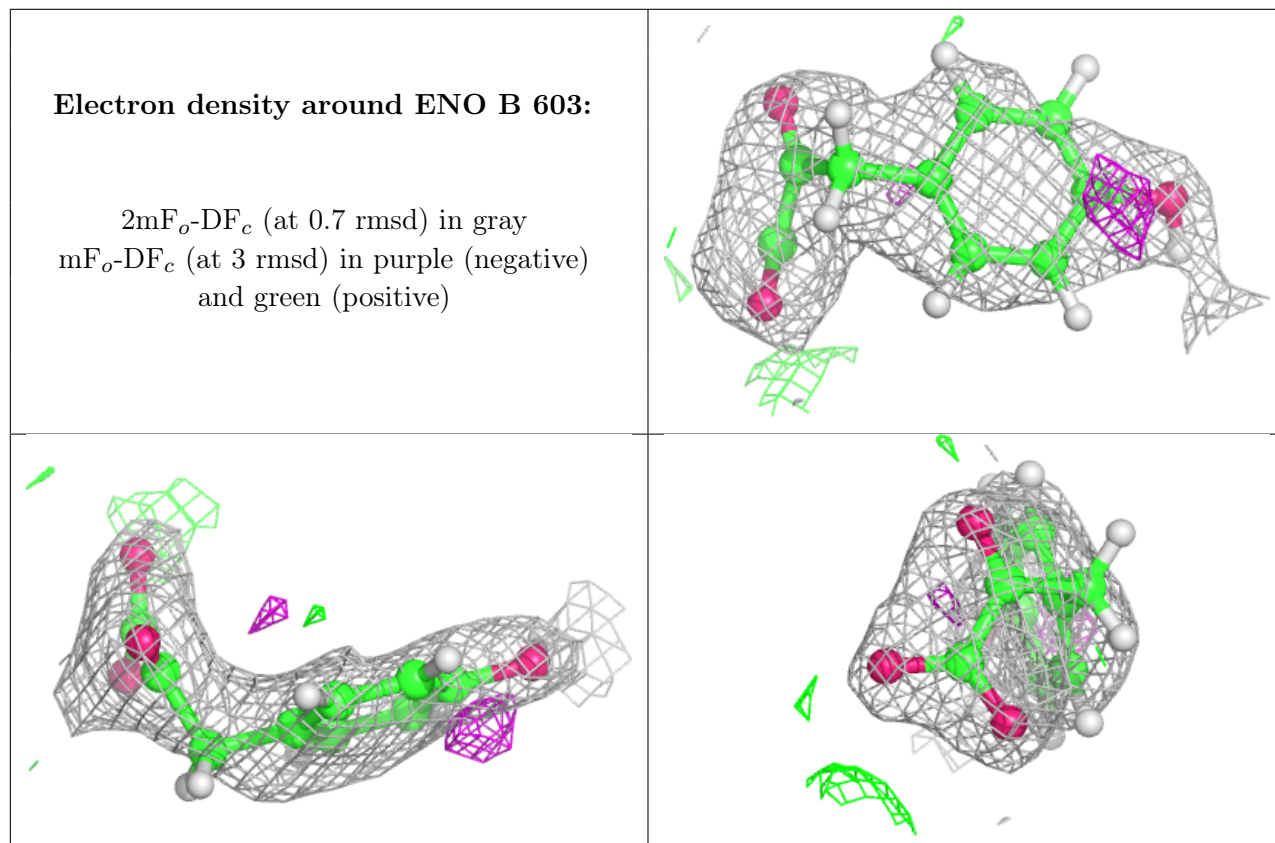 Electron density around ENO B 603:
2mFₒ-DF𝒸 (at 0.7 rmsd) in gray
mFₒ-DF𝒸 (at 3 rmsd) in purple (negative)
and green (positive)